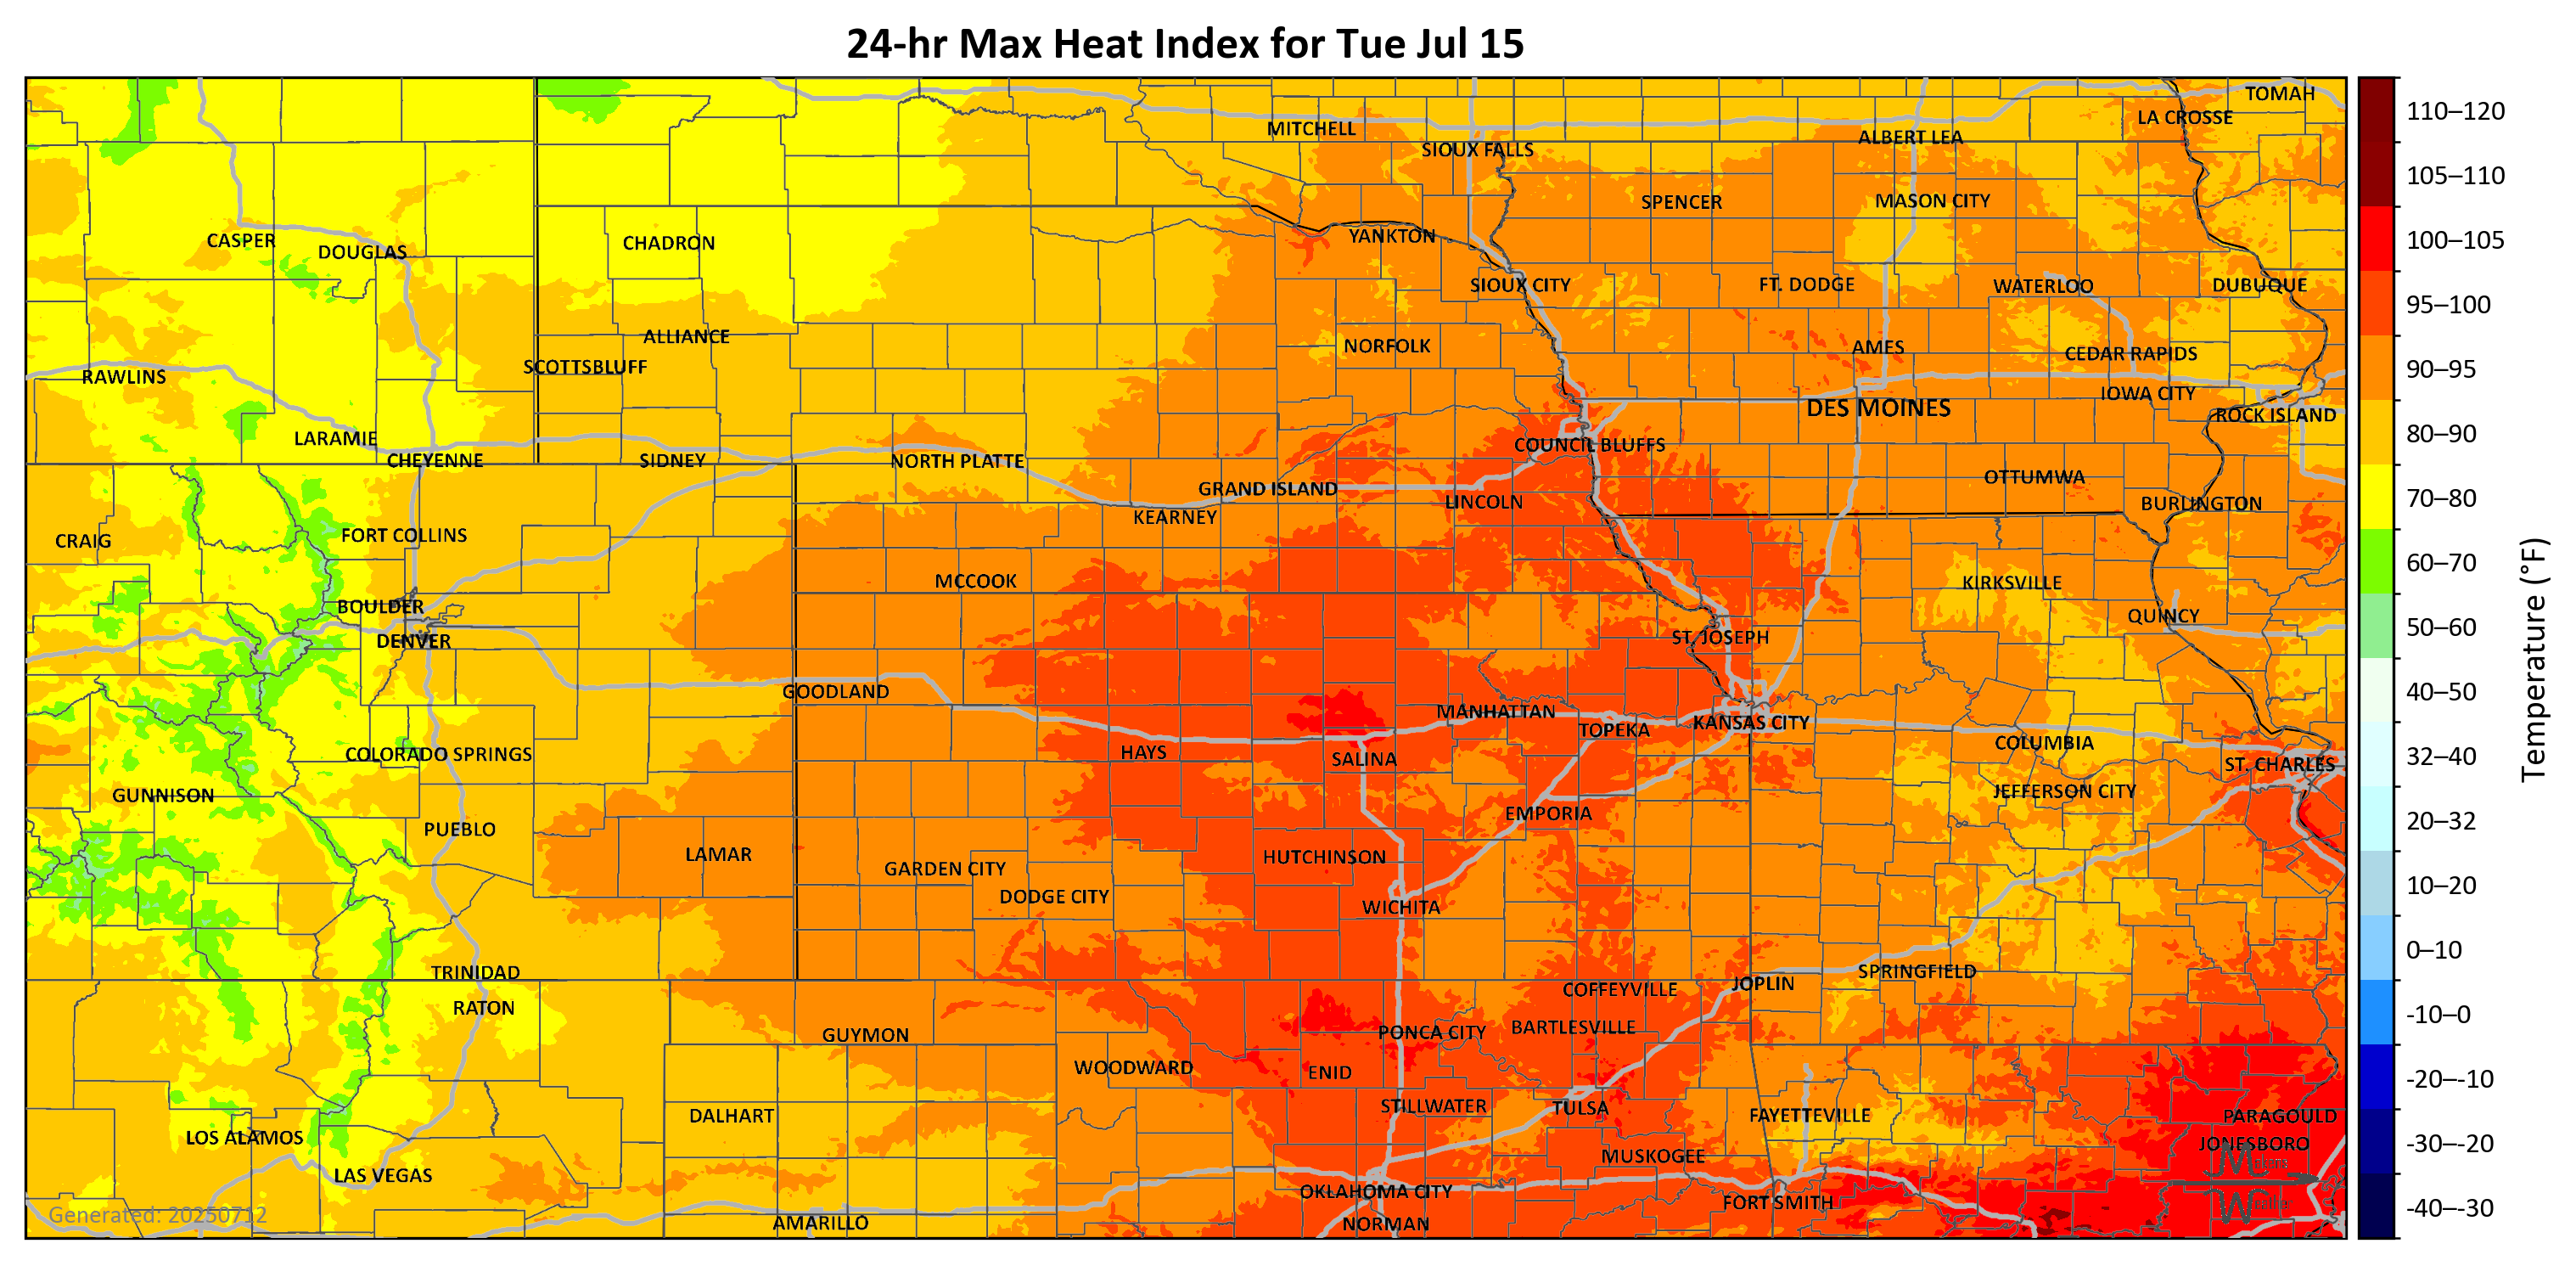 24-hr Max Heat Index for Tue Jul 15
TOMAH
LA CROSSE
MITCHELL
ALBERT LEA
SIOUX FALLS
SPENCER
MASON CITY
CASPER
DOUGLAS
CHADRON
YANKTON
SIOUX CITY
FT. DODGE
WATERLOO
DUBUQUE
ALLIANCE
NORFOLK
AMES
CEDAR RAPIDS
SCOTTSBLUFF
RAWLINS
IOWA CITY
DES MOINES
ROCK ISLAND
LARAMIE
COUNCIL BLUFFS
CHEYENNE
SIDNEY
NORTH PLATTE
OTTUMWA
GRAND ISLAND
LINCOLN
BURLINGTON
KEARNEY
FORT COLLINS
CRAIG
MCCOOK
KIRKSVILLE
BOULDER
QUINCY
DENVER
ST. JOSEPH
GOODLAND
MANHATTAN
KANSAS CITY
TOPEKA
COLUMBIA
COLORADO SPRINGS
HAYS
SALINA
ST. CHARLES
GUNNISON
JEFFERSON CITY
EMPORIA
PUEBLO
LAMAR
HUTCHINSON
GARDEN CITY
DODGE CITY
WICHITA
TRINIDAD
SPRINGFIELD
JOPLIN
COFFEYVILLE
RATON
BARTLESVILLE
PONCA CITY
GUYMON
WOODWARD
ENID
STILLWATER
TULSA
DALHART
FAYETTEVILLE
PARAGOULD
LOS ALAMOS
JONESBORO
MUSKOGEE
LAS VEGAS
OKLAHOMA CITY
FORT SMITH
AMARILLO
NORMAN
Generated: 20250712
110–120
105–110
100–105
95–100
90–95
80–90
70–80
60–70
50–60
40–50
32–40
20–32
10–20
0–10
-10–0
-20–-10
-30–-20
-40–-30
Temperature (°F)